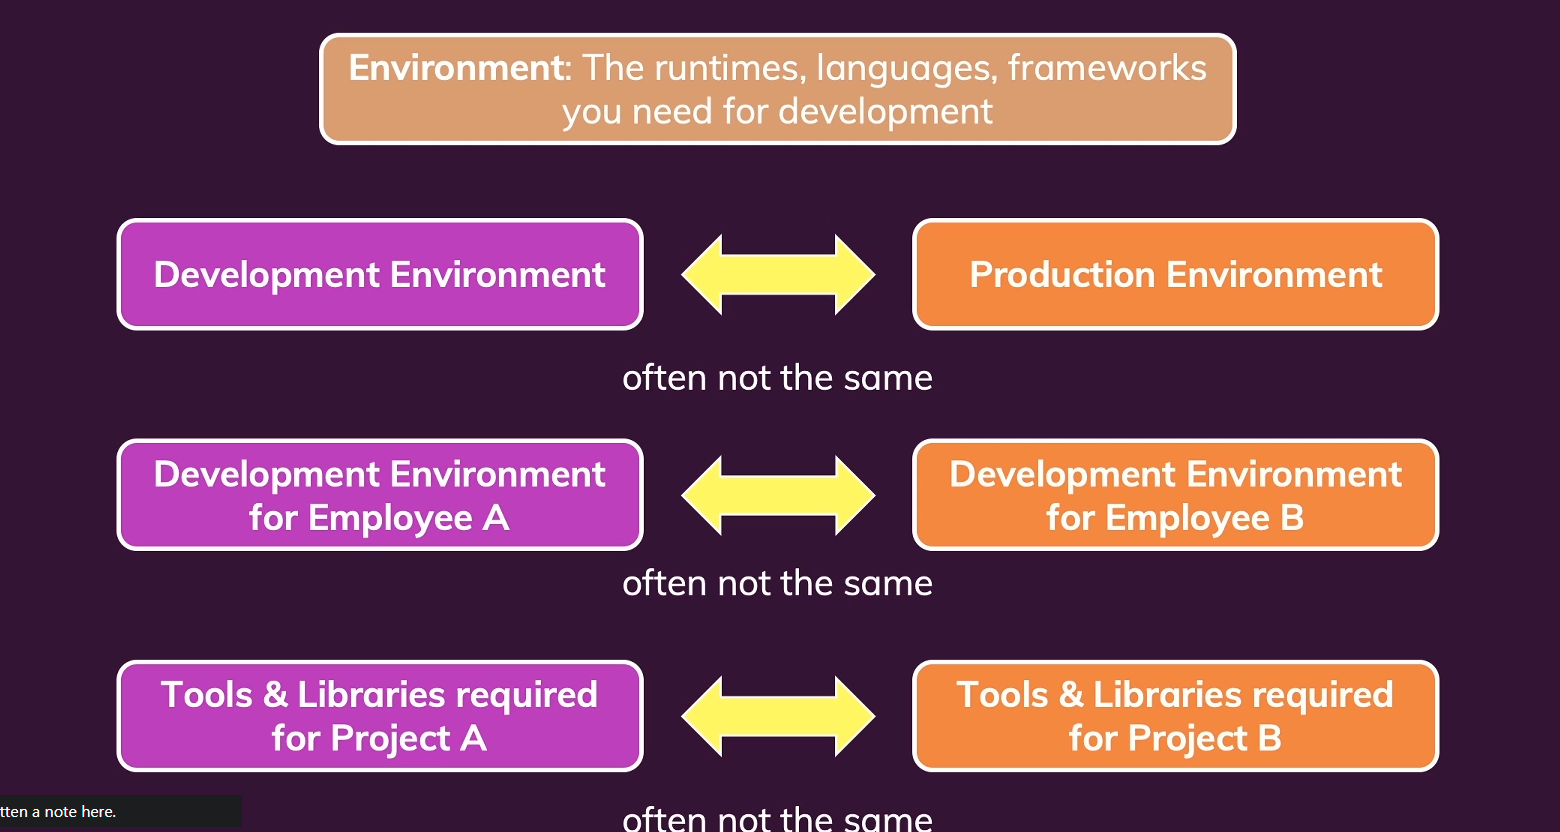 Environment: The runtimes, languages, frameworks
you need for development
Development Environment
Production Environment
often not the same
Development Environment
for Employee A
Development Environment
for Employee B
often not the same
Tools & Libraries required
for Project A
Tools & Libraries required
for Project B
tten a note here.
often not the same